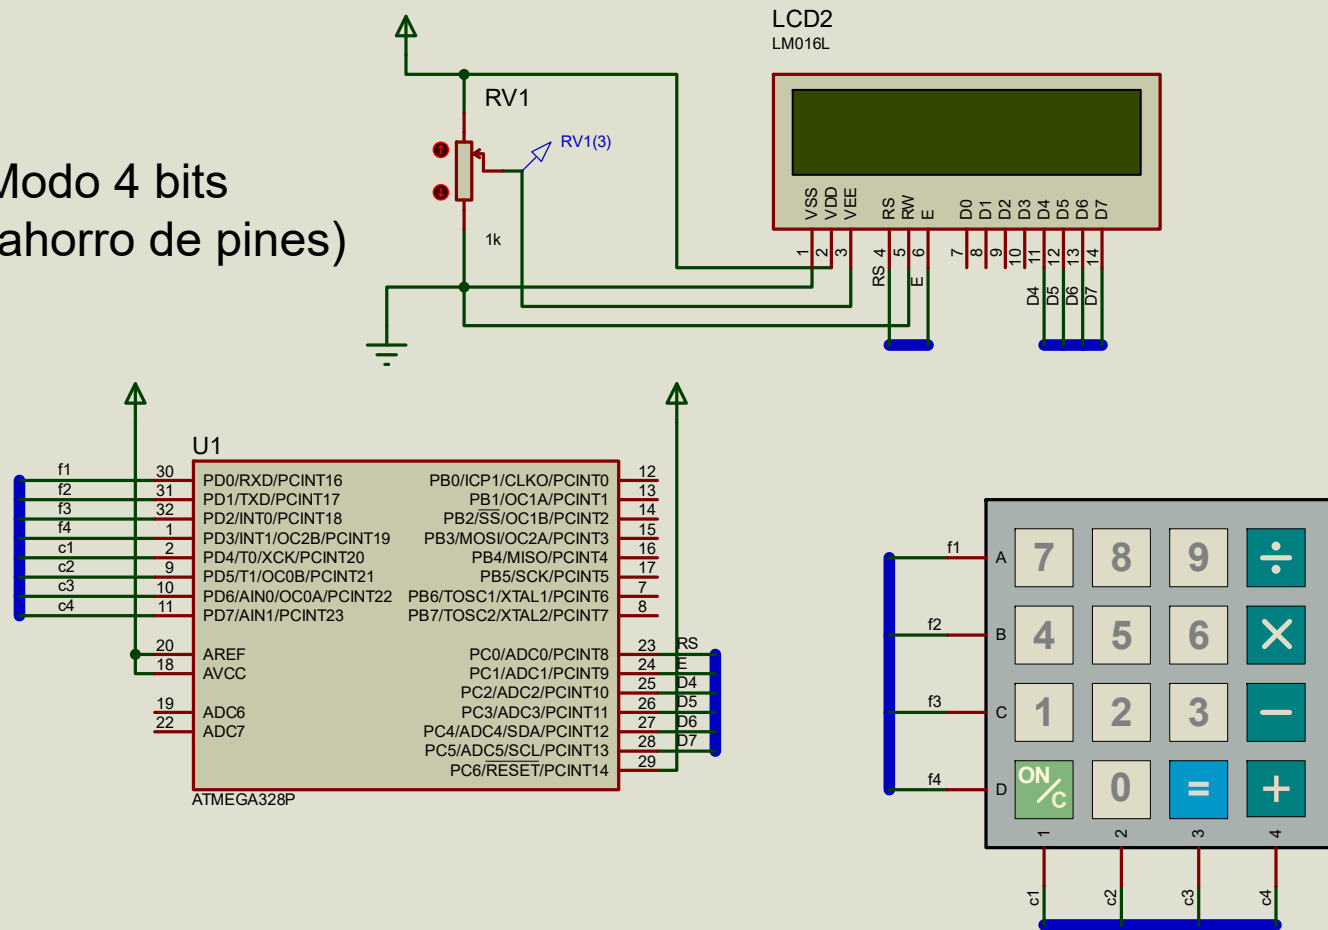 LCD2
LM016L
RV1
RV1(3)
1k
Modo 4 bits
(ahorro de pines)
VSS
VDD
VEE
RS
RW
E
D0
D1
D2
D3
D4
D5
D6
D7
1
2
3
4
5
6
7
8
9
10
11
12
13
14
RS
E
D4
D5
D6
D7
U1
f1 30 PD0/RXD/PCINT16 PB0/ICP1/CLKO/PCINT0 12
f2 31 PD1/TXD/PCINT17 PB1/OC1A/PCINT1 13
f3 32 PD2/INT0/PCINT18 PB2/SS/OC1B/PCINT2 14
f4 1 PD3/INT1/OC2B/PCINT19 PB3/MOSI/OC2A/PCINT3 15
c1 2 PD4/T0/XCK/PCINT20 PB4/MISO/PCINT4 16
c2 9 PD5/T1/OC0B/PCINT21 PB5/SCK/PCINT5 17
c3 10 PD6/AIN0/OC0A/PCINT22 PB6/TOSC1/XTAL1/PCINT6 7
c4 11 PD7/AIN1/PCINT23 PB7/TOSC2/XTAL2/PCINT7 8
20 AREF PC0/ADC0/PCINT8 23 RS
18 AVCC PC1/ADC1/PCINT9 24 E
PC2/ADC2/PCINT10 25 D4
19 ADC6 PC3/ADC3/PCINT11 26 D5
22 ADC7 PC4/ADC4/SDA/PCINT12 27 D6
PC5/ADC5/SCL/PCINT13 28 D7
PC6/RESET/PCINT14 29
ATMEGA328P
f1 A 7 8 9 ÷
f2 B 4 5 6 ×
f3 C 1 2 3 −
f4 D ON/C 0 = +
1 2 3 4
c1 c2 c3 c4